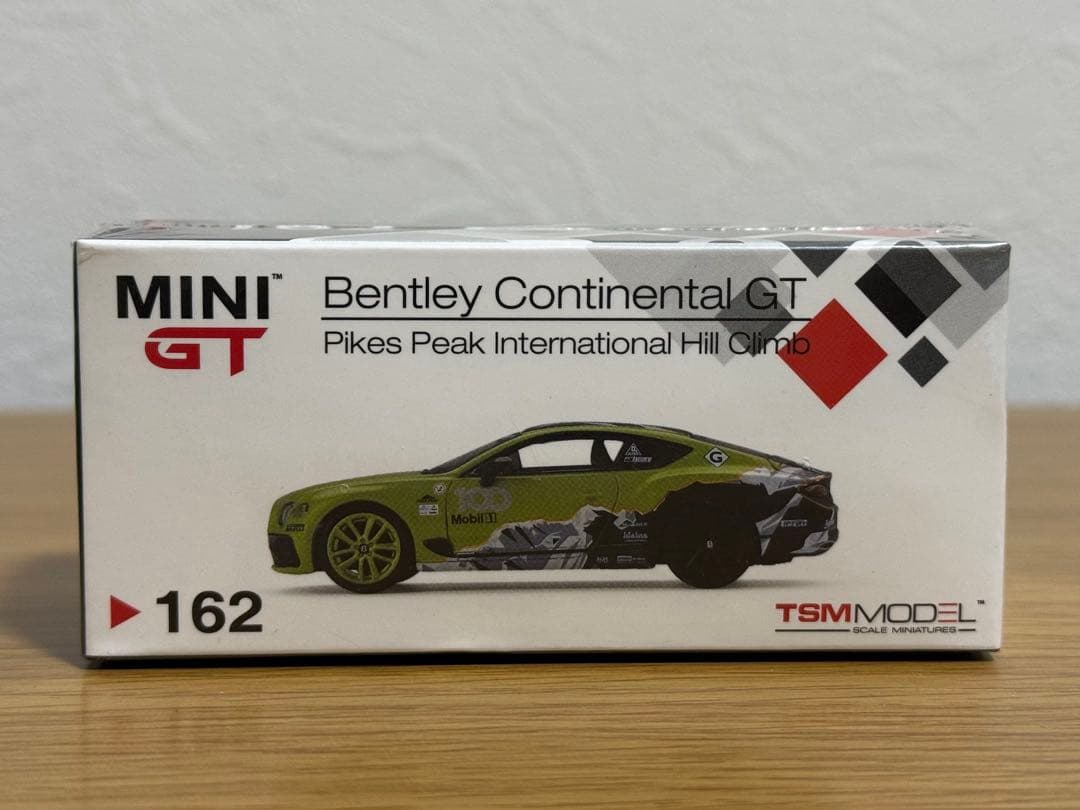 MINI™
GT
Bentley Continental GT
Pikes Peak International Hill Climb
100
Mobil 1
G
B
B
162
TSMMODEL™
SCALE MINIATURES